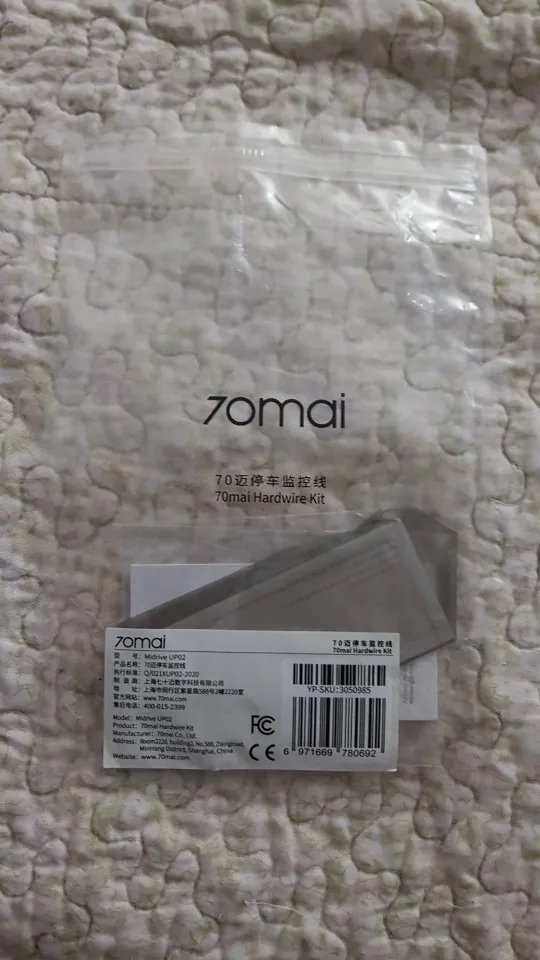 70mai
70迈停车监控线
70mai Hardwire Kit
70mai
70迈停车监控线
70mai Hardwire Kit
型 号：Midrive UP02
产品名称：70迈停车监控线
执行标准：Q/021XUP02-2020
制 造 商：上海七十迈数字科技有限公司
地 址：上海市闵行区紫星路588号2幢2220室
官方网站：www.70mai.com
售后电话：400-015-2399
YP-SKU:3050985
Model: Midrive UP02
Product: 70mai Hardwire Kit
Manufacturer: 70mai Co., Ltd.
Address: Room2220, building2, No.588, Zixingroad,
MinHang District, Shanghai, China
Website: www.70mai.com
FC
CE
6 971669 780692